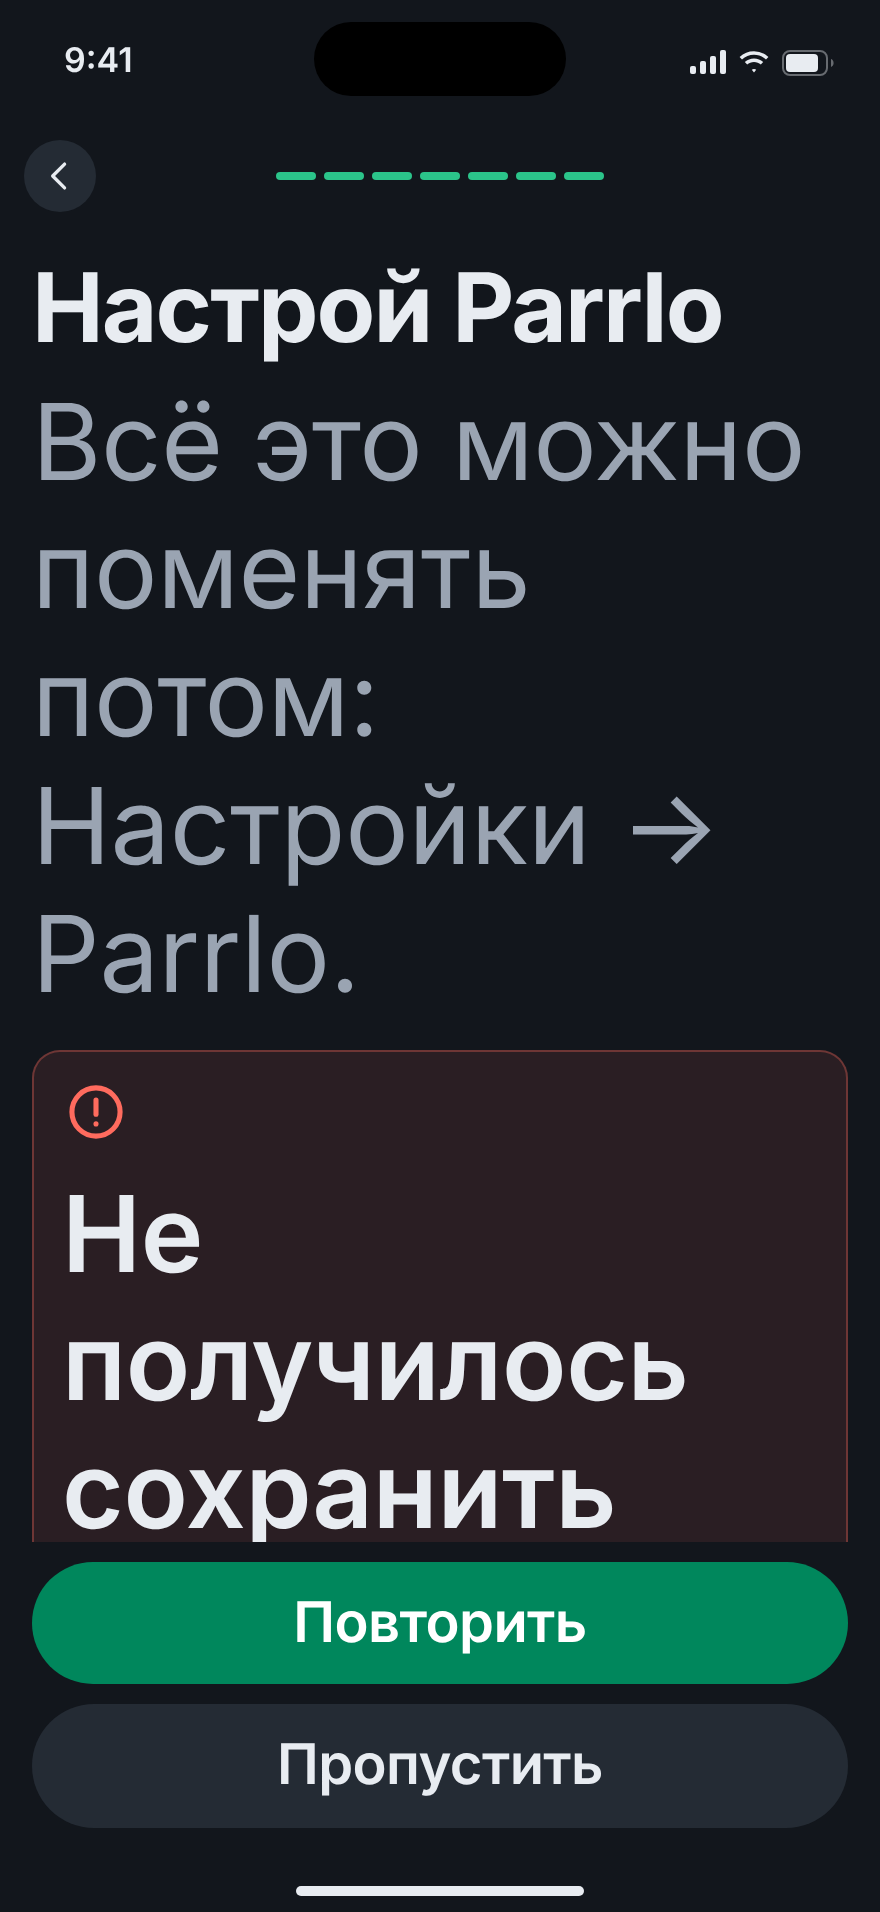 9:41
Настрой Parrlo
Всё это можно
поменять
потом:
Настройки →
Parrlo.
Не
получилось
сохранить
Повторить
Пропустить